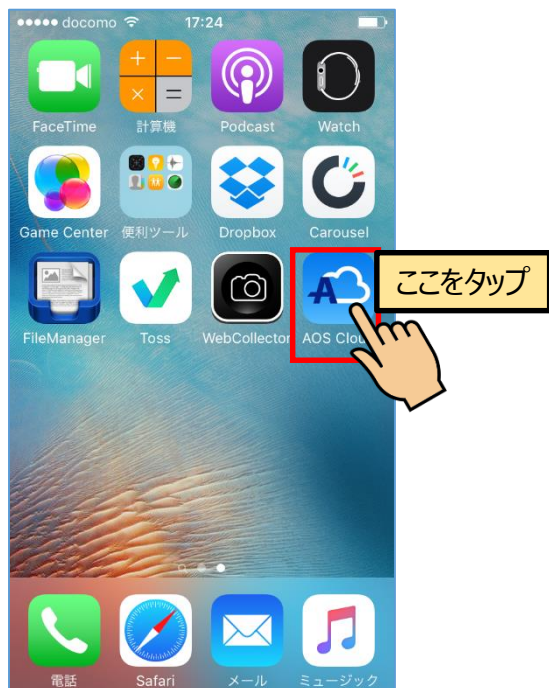 docomo 17:24
FaceTime 計算機 Podcast Watch
Game Center 便利ツール Dropbox Carousel
ここをタップ
FileManager Toss WebCollector AOS Clou
電話 Safari メール ミュージック